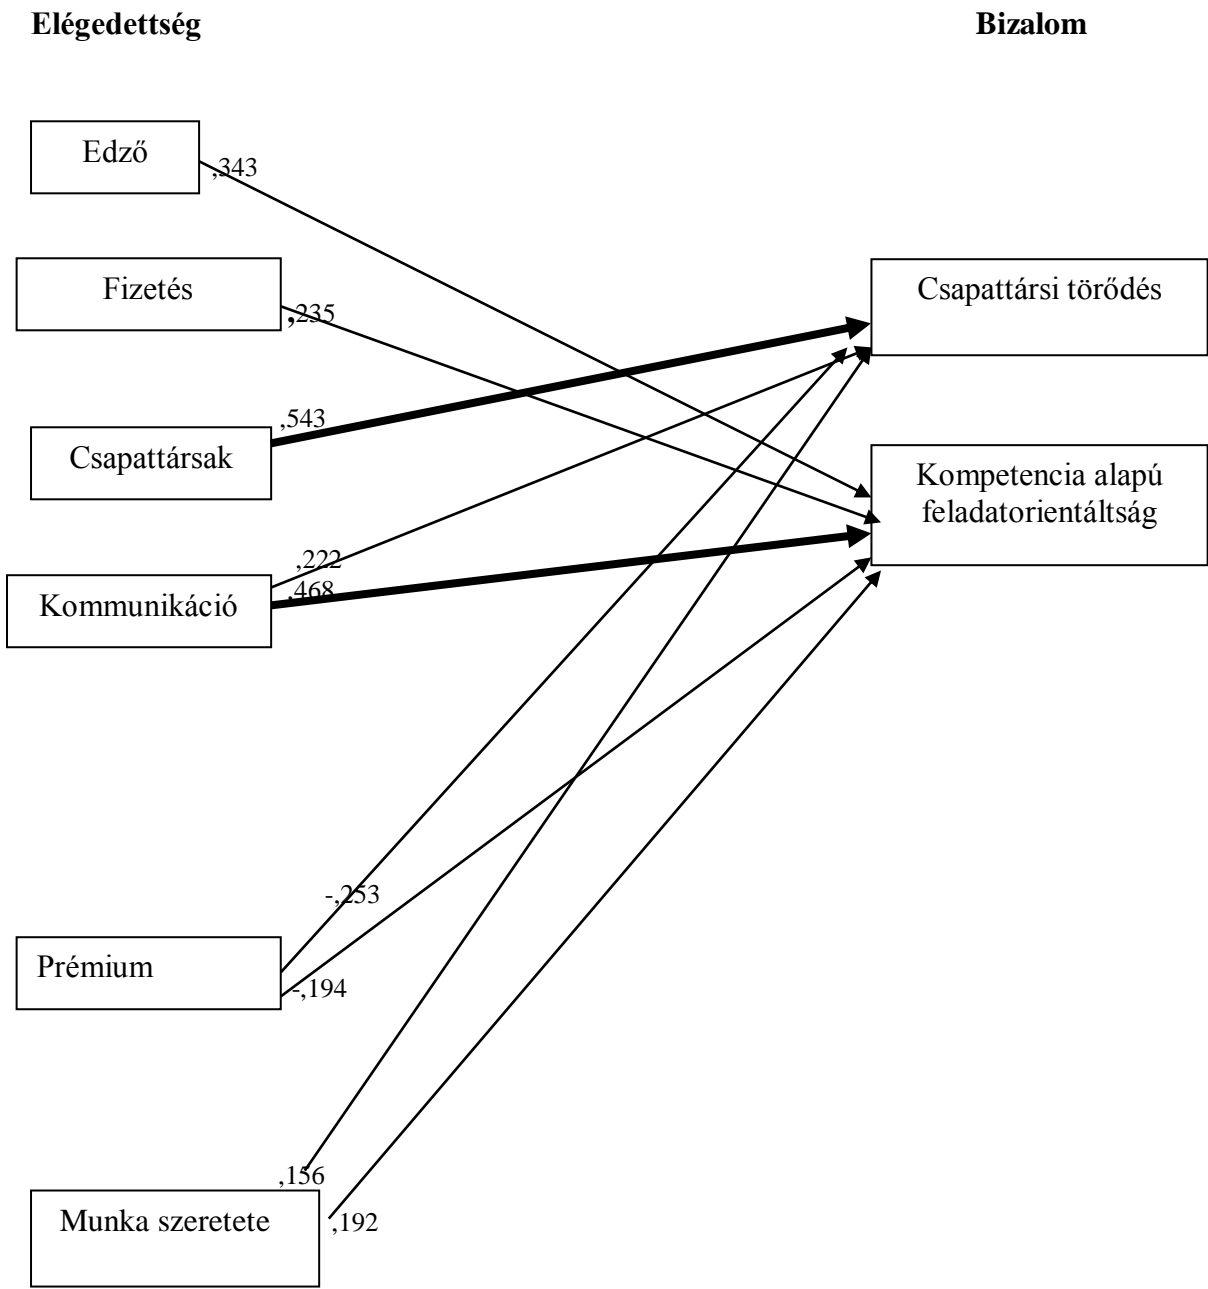 Elégedettség
Bizalom
Edző
,343
Fizetés
,235
Csapattársi törődés
Csapattársak
,543
Kompetencia alapú
feladatorientáltság
Kommunikáció
,222
,468
Prémium
-,253
-,194
Munka szeretete
,156
,192